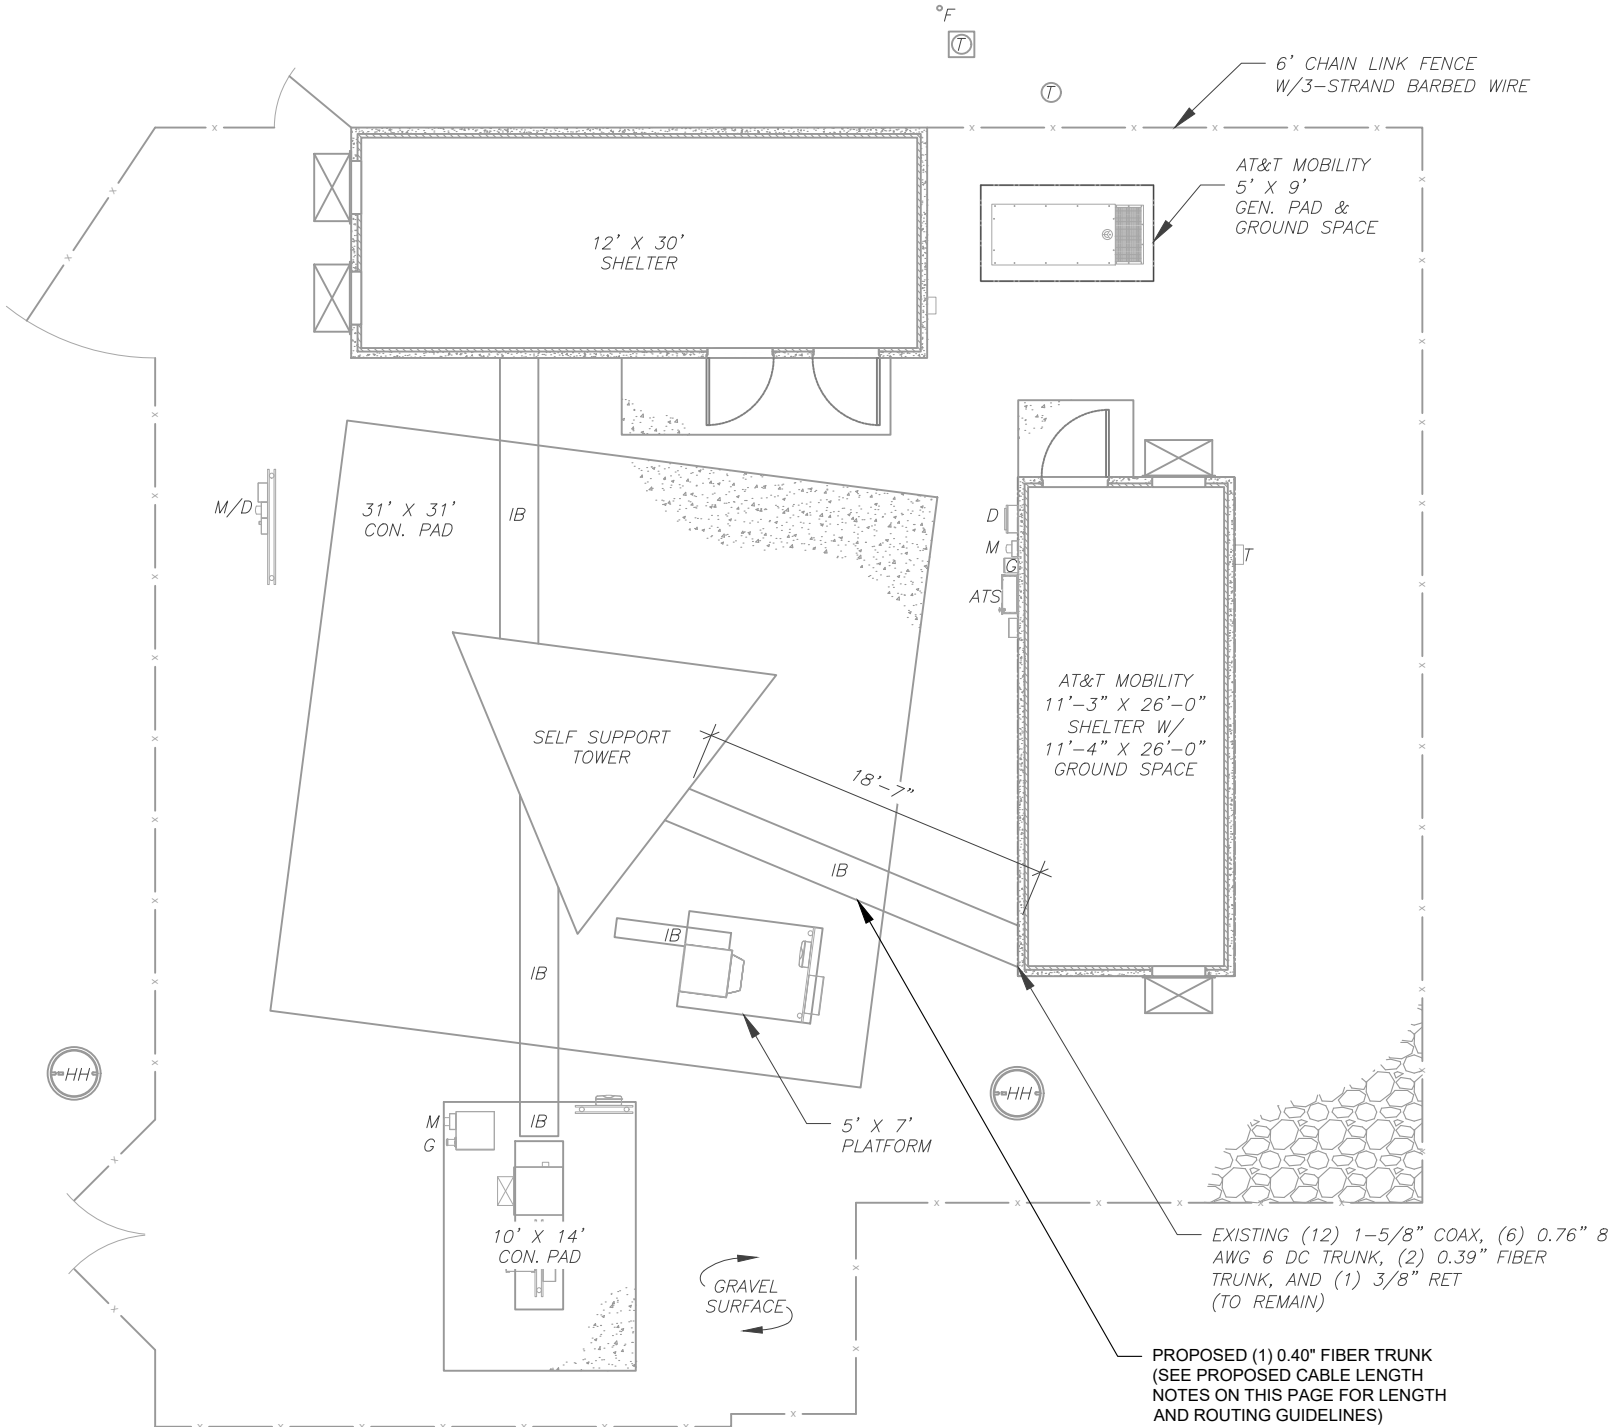 °F
T
T
6' CHAIN LINK FENCE
W/3-STRAND BARBED WIRE
AT&T MOBILITY
5' X 9'
GEN. PAD &
GROUND SPACE
12' X 30'
SHELTER
M/D
31' X 31'
CON. PAD
IB
D
M
G
ATS
T
AT&T MOBILITY
11'-3" X 26'-0"
SHELTER W/
11'-4" X 26'-0"
GROUND SPACE
SELF SUPPORT
TOWER
18'-7"
IB
IB
IB
HH
HH
M
G
IB
5' X 7'
PLATFORM
10' X 14'
CON. PAD
GRAVEL
SURFACE
EXISTING (12) 1-5/8" COAX, (6) 0.76" 8
AWG 6 DC TRUNK, (2) 0.39" FIBER
TRUNK, AND (1) 3/8" RET
(TO REMAIN)
PROPOSED (1) 0.40" FIBER TRUNK
(SEE PROPOSED CABLE LENGTH
NOTES ON THIS PAGE FOR LENGTH
AND ROUTING GUIDELINES)